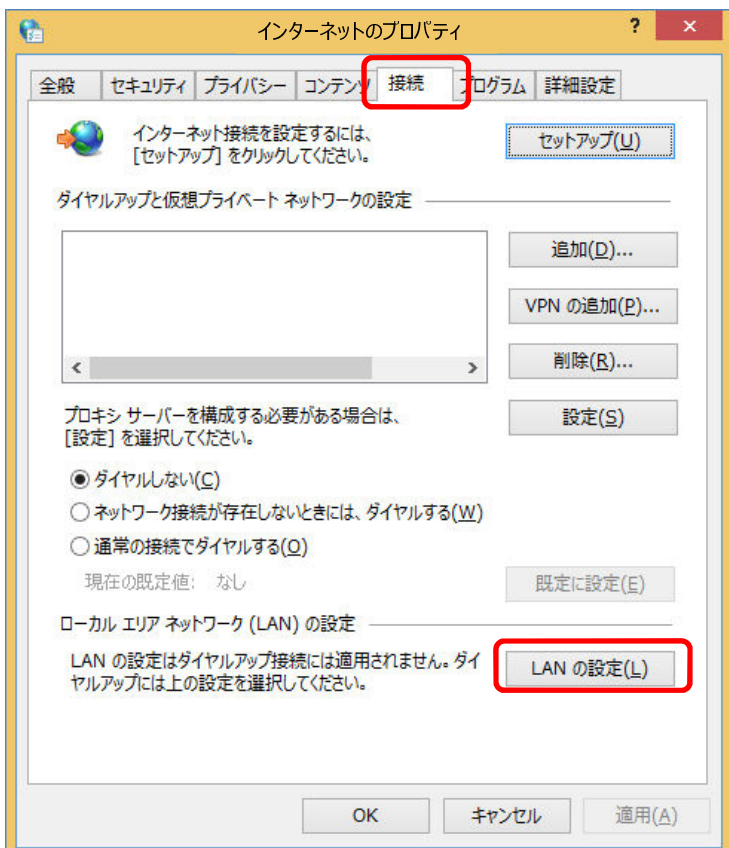 インターネットのプロパティ
?
×
全般 セキュリティ プライバシー コンテンツ 接続 プログラム 詳細設定
インターネット接続を設定するには、
[セットアップ] をクリックしてください。
セットアップ(U)
ダイヤルアップと仮想プライベート ネットワークの設定
追加(D)...
VPN の追加(P)...
削除(R)...
プロキシ サーバーを構成する必要がある場合は、
[設定] を選択してください。
設定(S)
ダイヤルしない(C)
ネットワーク接続が存在しないときには、ダイヤルする(W)
通常の接続でダイヤルする(O)
現在の既定値: なし
既定に設定(E)
ローカル エリア ネットワーク (LAN) の設定
LAN の設定はダイヤルアップ接続には適用されません。ダイ
ヤルアップには上の設定を選択してください。
LAN の設定(L)
OK キャンセル 適用(A)